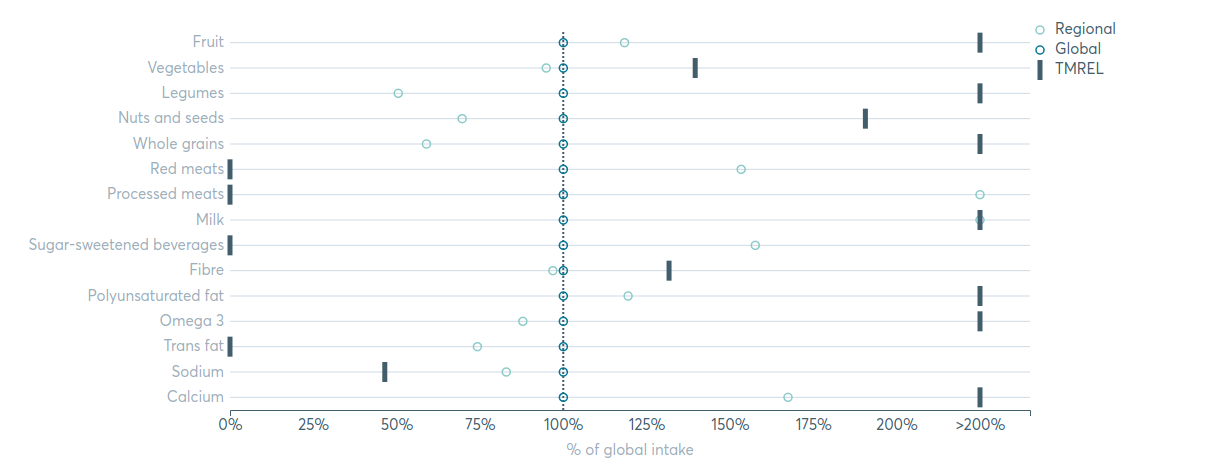 Regional
Global
TMREL
Fruit
Vegetables
Legumes
Nuts and seeds
Whole grains
Red meats
Processed meats
Milk
Sugar-sweetened beverages
Fibre
Polyunsaturated fat
Omega 3
Trans fat
Sodium
Calcium
0% 25% 50% 75% 100% 125% 150% 175% 200% >200%
% of global intake